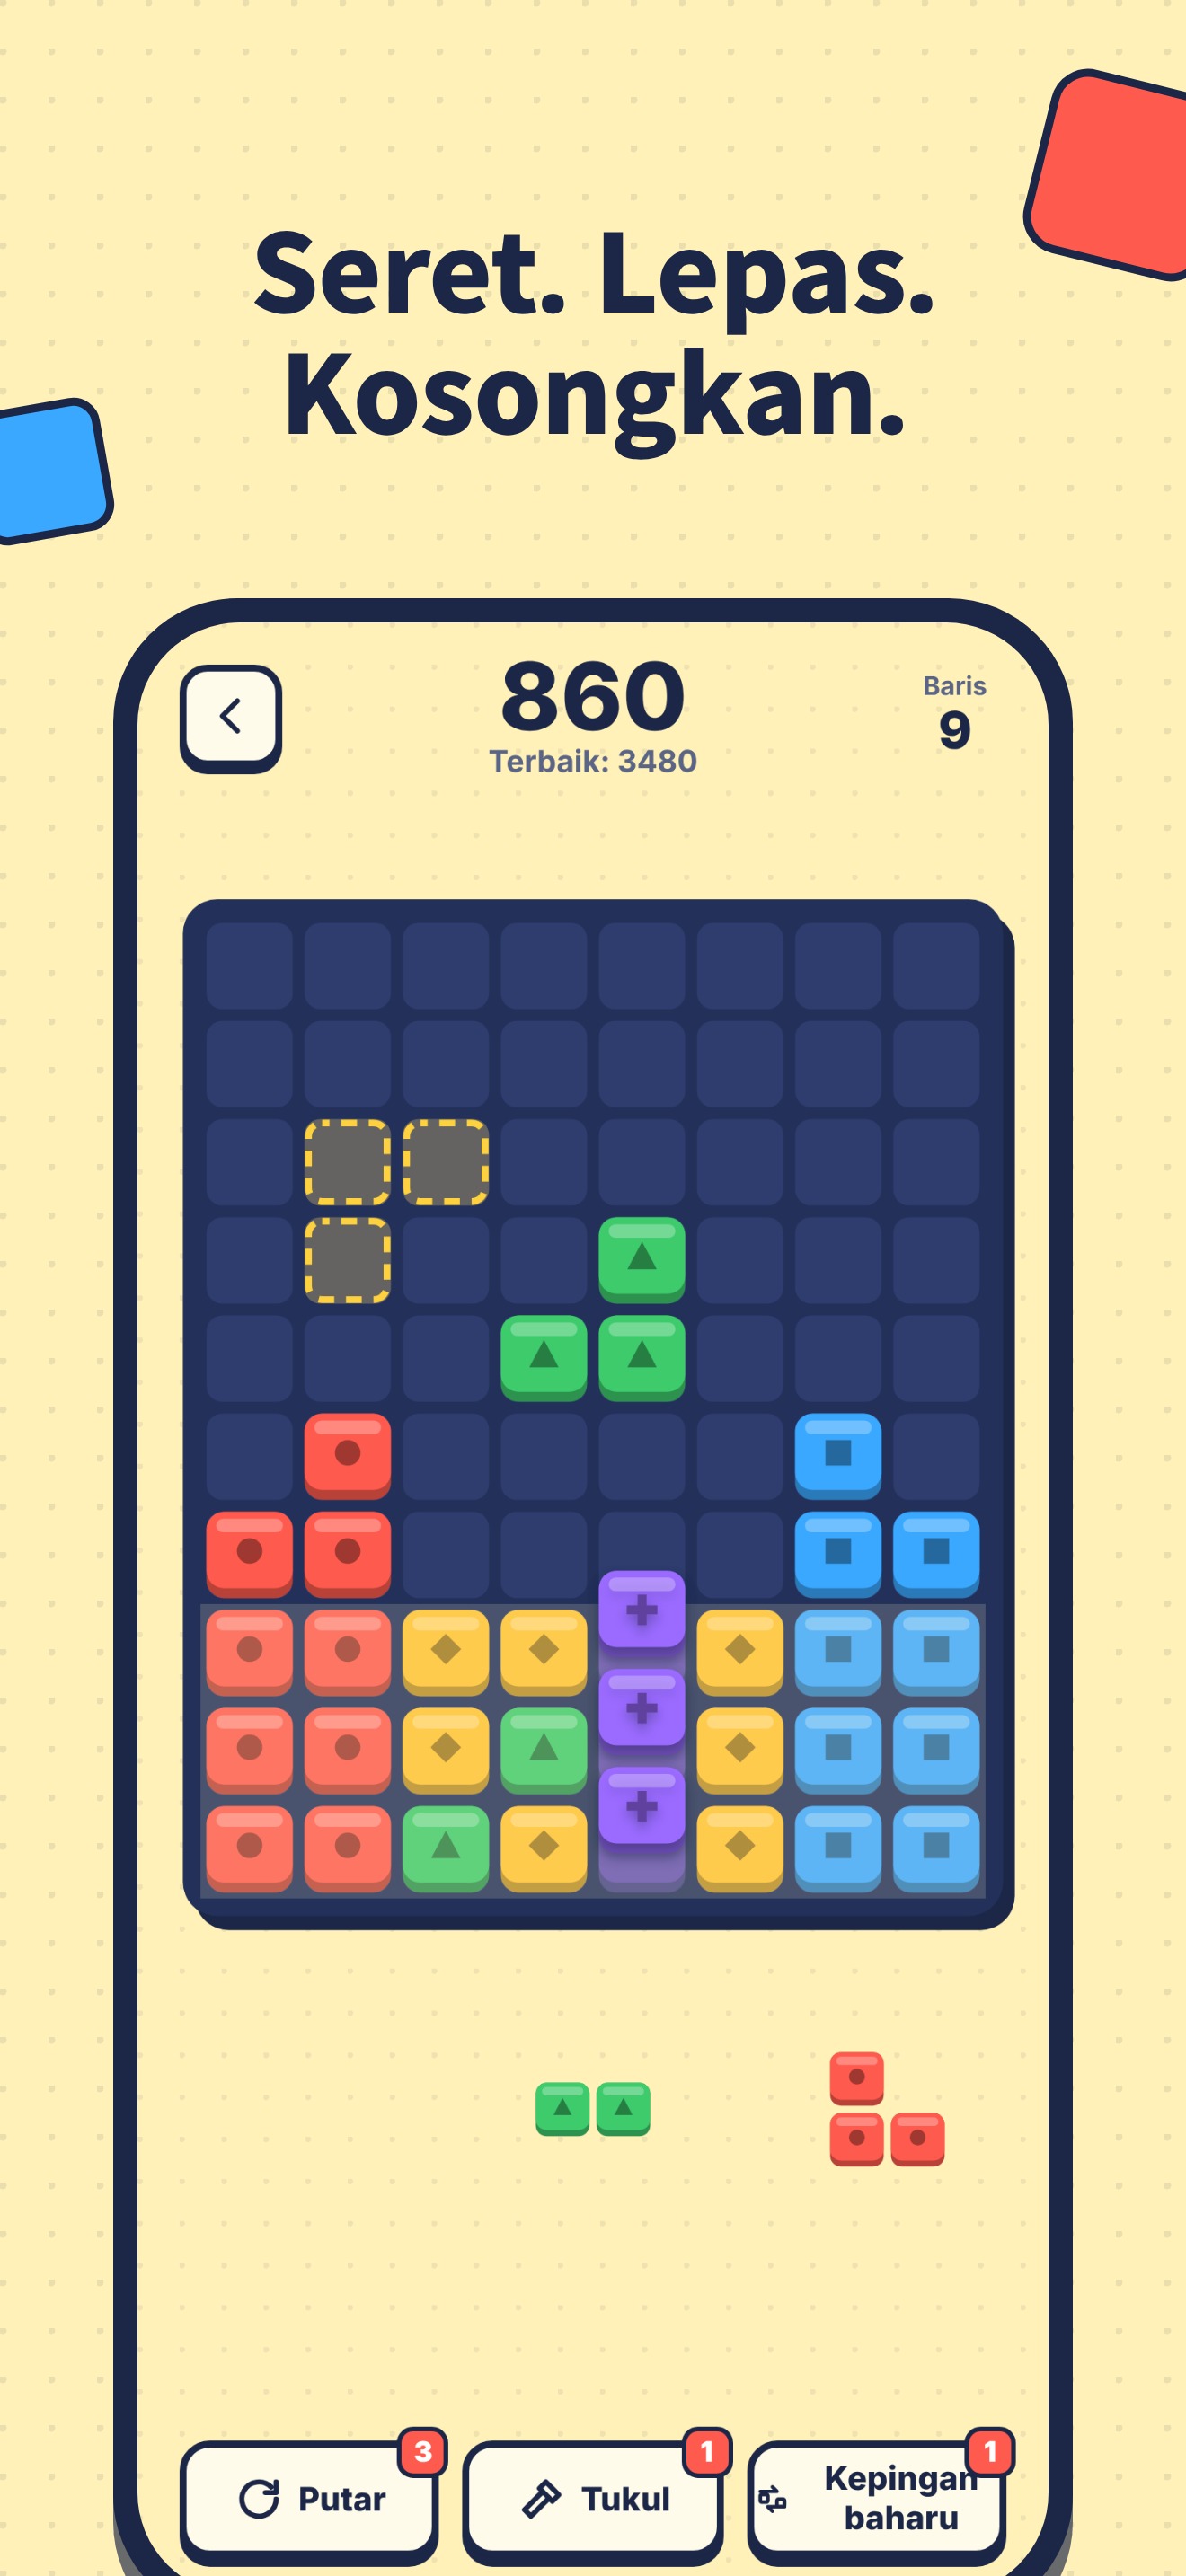 Seret. Lepas.
Kosongkan.
860
Terbaik: 3480
Baris
9
3
Putar
1
Tukul
1
Kepingan
baharu